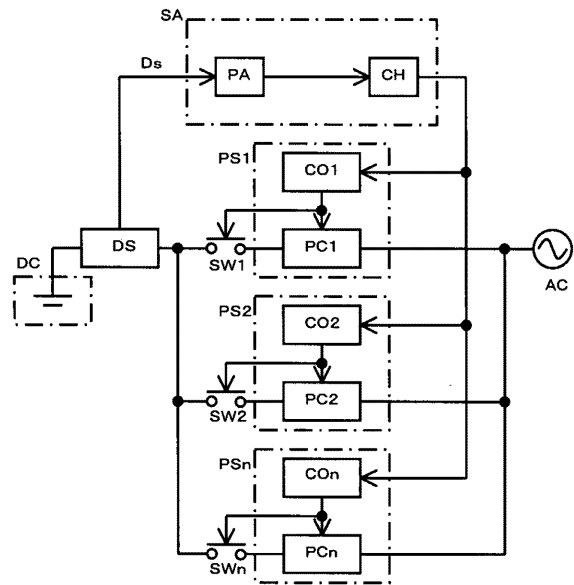 SA
Ds
PA
CH
PS1
CO1
DS
DC
SW1
PC1
AC
PS2
CO2
SW2
PC2
PSn
COn
SWn
PCn